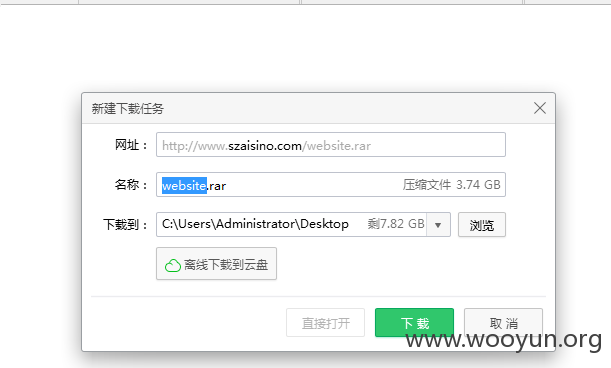 新建下载任务
网址： http://www.szaisino.com/website.rar
名称： website.rar 压缩文件 3.74 GB
下载到： C:\Users\Administrator\Desktop 剩7.82 GB 浏览
离线下载到云盘
直接打开 下载 取消
www.wooyun.org